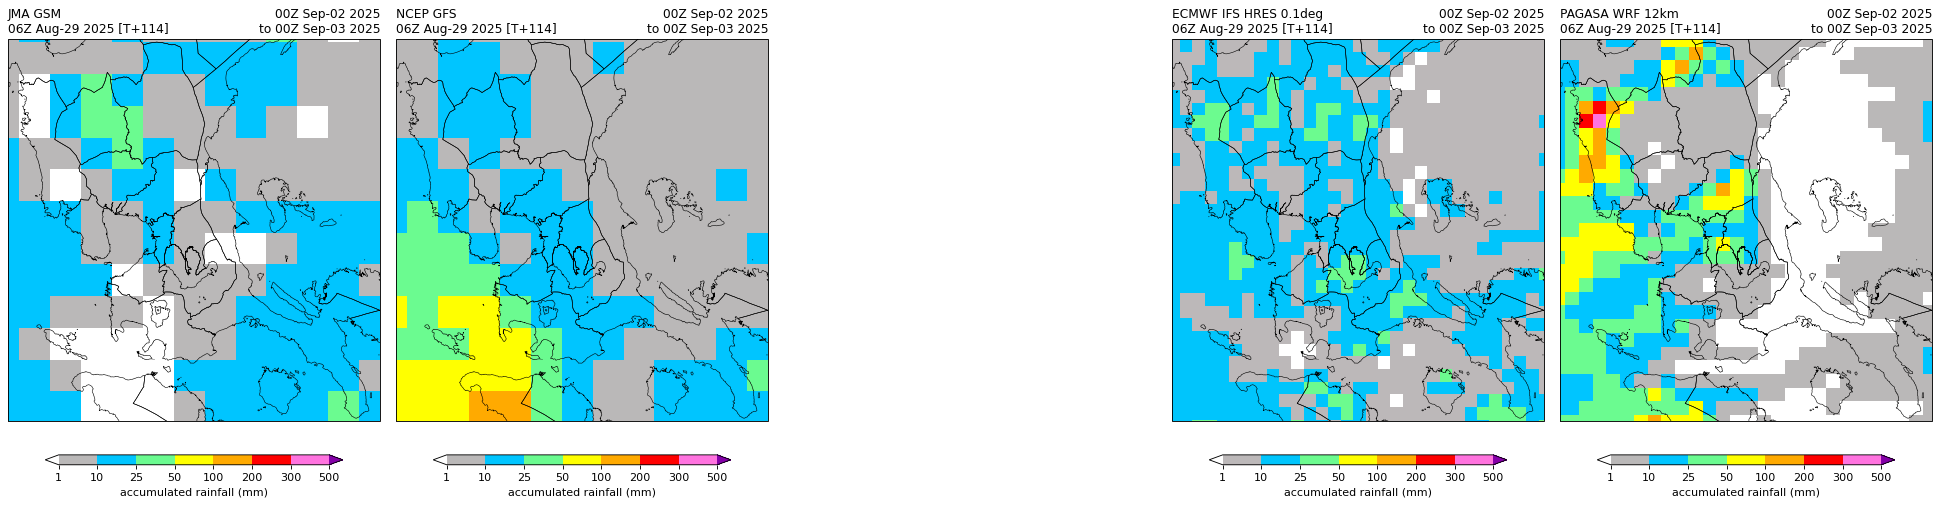 JMA GSM 00Z Sep-02 2025
06Z Aug-29 2025 [T+114] to 00Z Sep-03 2025
1 10 25 50 100 200 300 500
accumulated rainfall (mm)
NCEP GFS 00Z Sep-02 2025
06Z Aug-29 2025 [T+114] to 00Z Sep-03 2025
1 10 25 50 100 200 300 500
accumulated rainfall (mm)
ECMWF IFS HRES 0.1deg 00Z Sep-02 2025
06Z Aug-29 2025 [T+114] to 00Z Sep-03 2025
1 10 25 50 100 200 300 500
accumulated rainfall (mm)
PAGASA WRF 12km 00Z Sep-02 2025
06Z Aug-29 2025 [T+114] to 00Z Sep-03 2025
1 10 25 50 100 200 300 500
accumulated rainfall (mm)